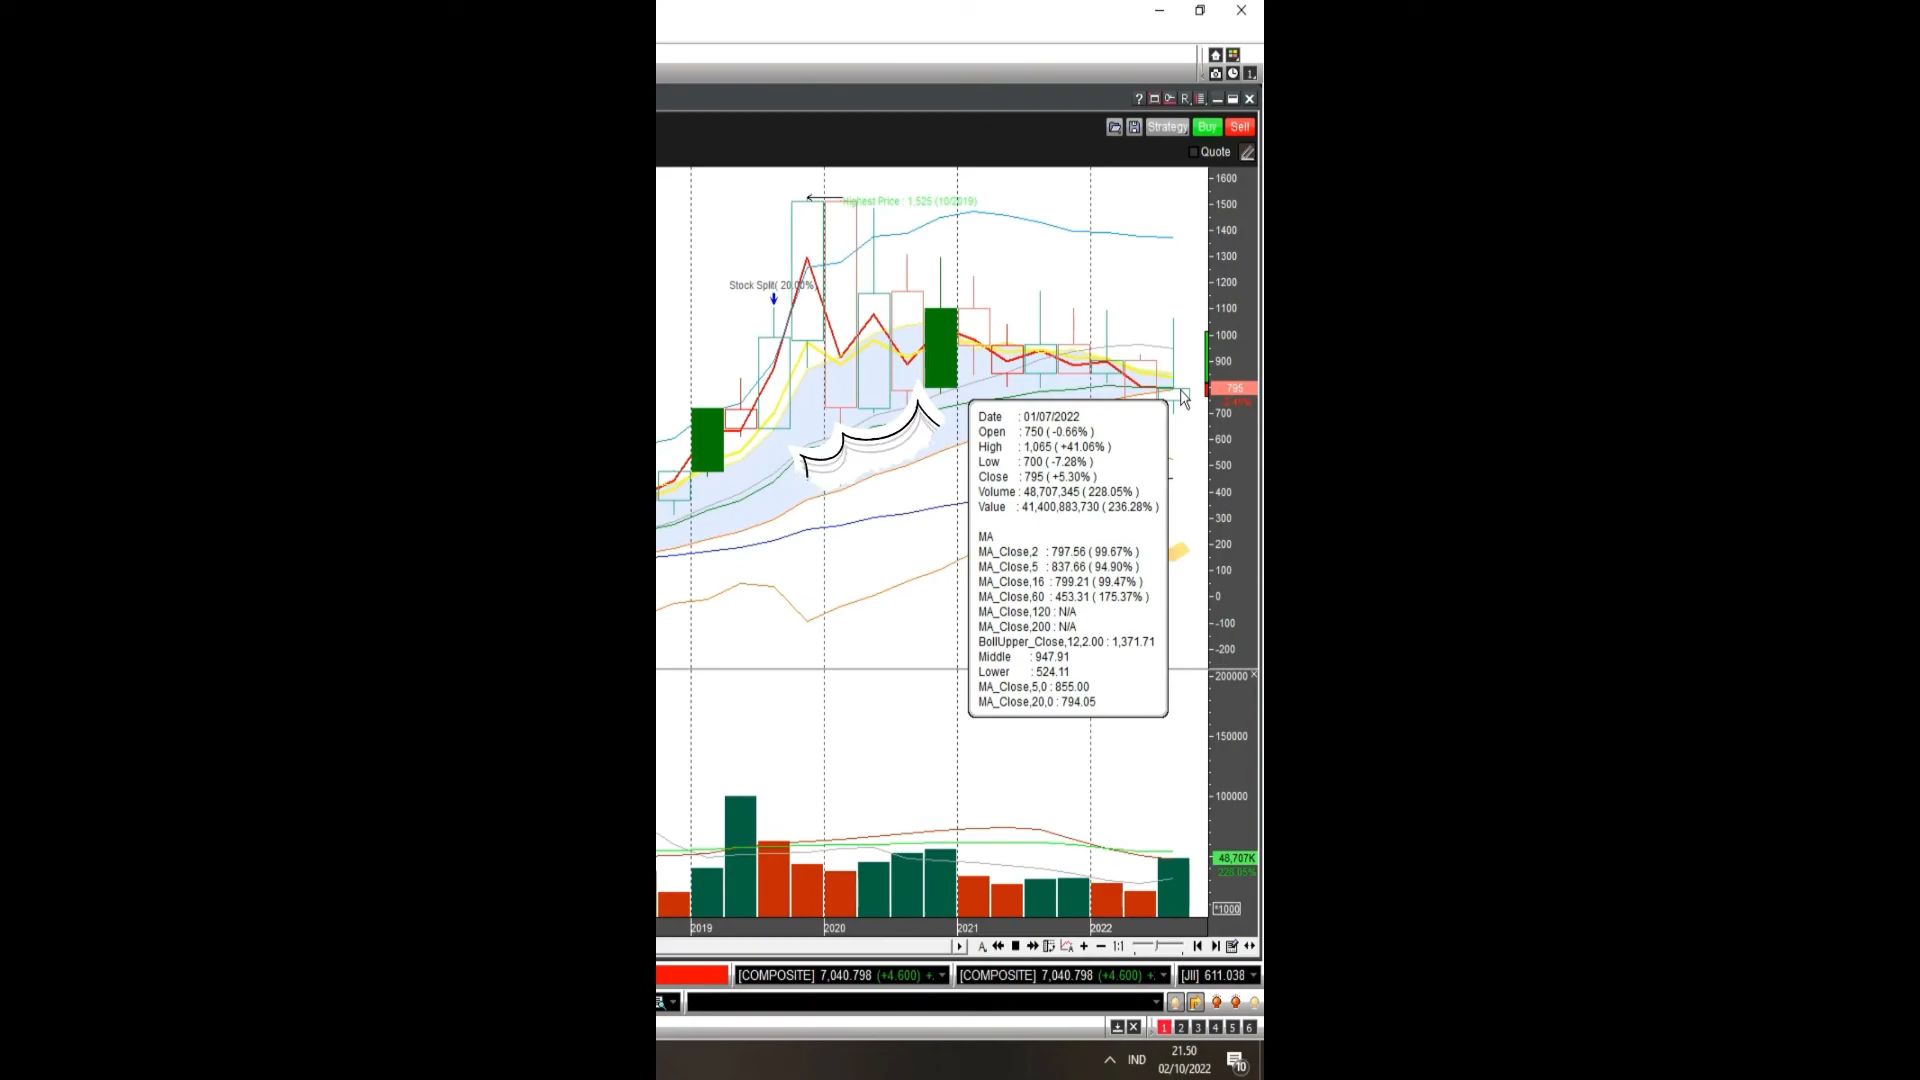 ? R
Strategy Buy Sell
Quote
1600
Highest Price : 1,525 (10/2019)
1500
1400
1300
Stock Split( 20.00%)
1200
1100
1000
900
795
-2.45%
700
600
500
400
300
200
100
0
-100
-200
Date : 01/07/2022
Open : 750 ( -0.66% )
High : 1,065 ( +41.06% )
Low : 700 ( -7.28% )
Close : 795 ( +5.30% )
Volume : 48,707,345 ( 228.05% )
Value : 41,400,883,730 ( 236.28% )
MA
MA_Close,2 : 797.56 ( 99.67% )
MA_Close,5 : 837.66 ( 94.90% )
MA_Close,16 : 799.21 ( 99.47% )
MA_Close,60 : 453.31 ( 175.37% )
MA_Close,120 : N/A
MA_Close,200 : N/A
BollUpper_Close,12,2.00 : 1,371.71
Middle : 947.91
Lower : 524.11
MA_Close,5,0 : 855.00
MA_Close,20,0 : 794.05
200000
150000
100000
48,707K
228.05%
*1000
2019 2020 2021 2022
A 1:1
[COMPOSITE] 7,040.798 (+4.600) +. [COMPOSITE] 7,040.798 (+4.600) +. [JII] 611.038
1 2 3 4 5 6
IND 21.50
02/10/2022
10